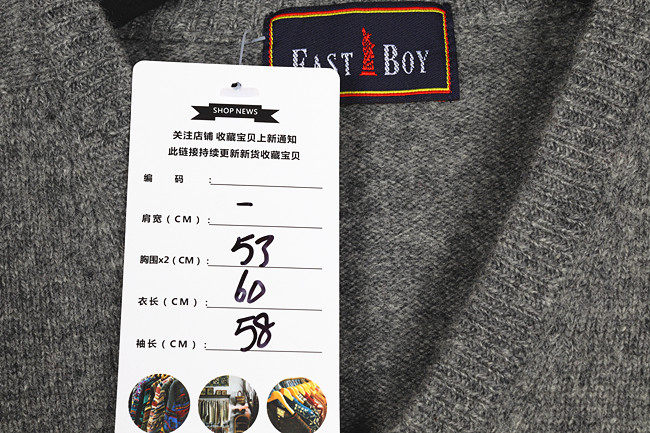 EAST BOY
SHOP NEWS
关注店铺 收藏宝贝上新通知
此链接持续更新新货收藏宝贝
编 码 :
肩宽(CM): -
胸围x2(CM): 53
衣长(CM): 60
袖长(CM): 58